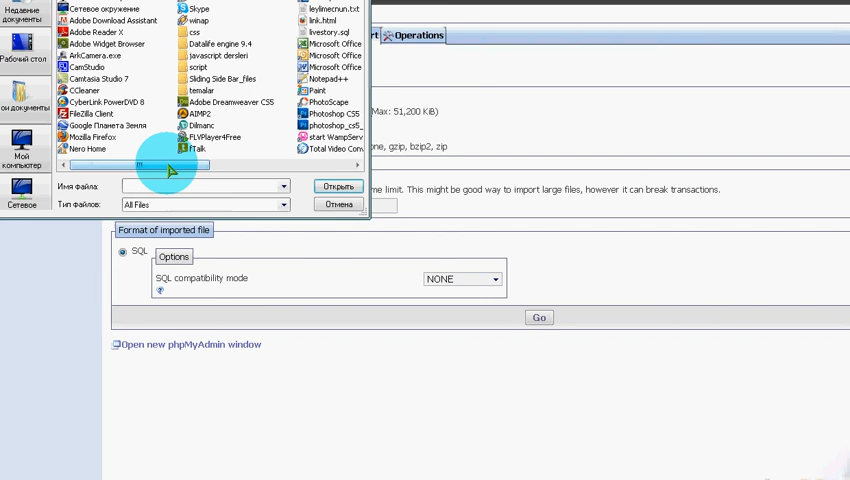 Недавние
документы
Рабочий стол
ои документы
Мой
компьютер
Сетевое
Сетевое окружение
Adobe Download Assistant
Adobe Reader X
Adobe Widget Browser
ArkCamera.exe
CamStudio
Camtasia Studio 7
CCleaner
CyberLink PowerDVD 8
FileZilla Client
Google Планета Земля
Mozilla Firefox
Nero Home
Skype
winap
css
Datalife engine 9.4
javascript dersleri
script
Sliding Side Bar_files
temalar
Adobe Dreamweaver CS5
AIMP2
Dilmanc
FLVPlayer4Free
fTalk
leylimecnun.txt
link.html
livestory.sql
Microsoft Office
Microsoft Office
Microsoft Office
Notepad++
Paint
PhotoScape
Photoshop CS5
photoshop_cs5_
start WampServ
Total Video Conv
Имя файла:
Открыть
Тип файлов:
All Files
Отмена
rt
Operations
Max: 51,200 KiB)
none, gzip, bzip2, zip
me limit. This might be good way to import large files, however it can break transactions.
Format of imported file
SQL
Options
SQL compatibility mode
NONE
Go
Open new phpMyAdmin window